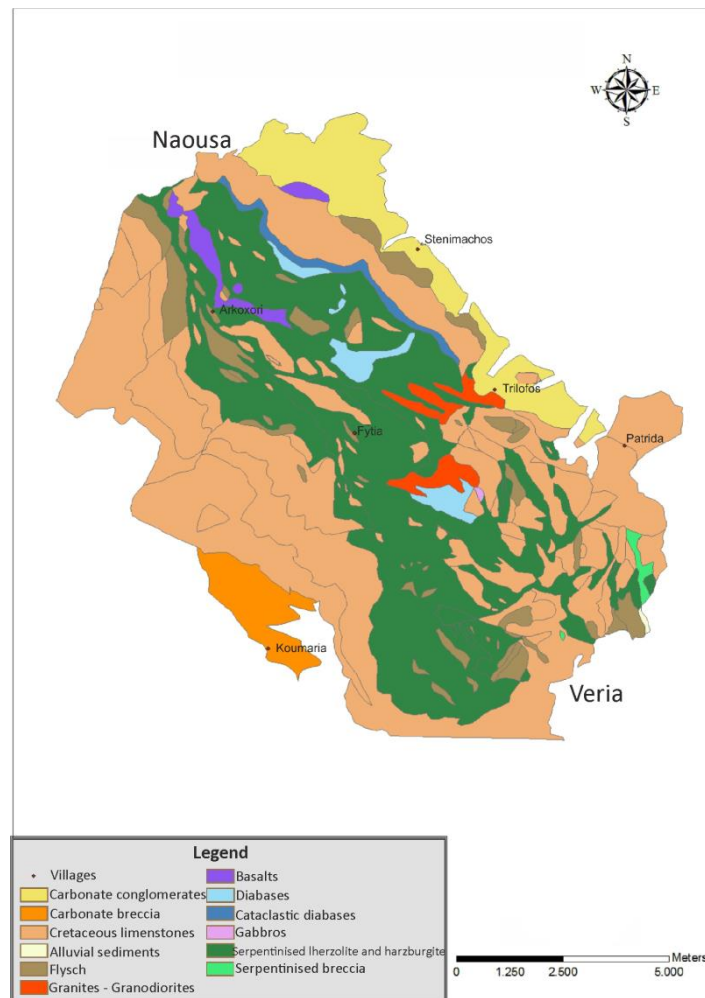 N
W E
S
Naousa
Stenimachos
Arkoxori
Trilofos
Fytia
Patrida
Koumaria
Veria
Legend
Villages
Carbonate conglomerates
Carbonate breccia
Cretaceous limenstones
Alluvial sediments
Flysch
Granites - Granodiorites
Basalts
Diabases
Cataclastic diabases
Gabbros
Serpentinised lherzolite and harzburgite
Serpentinised breccia
Meters
0 1.250 2.500 5.000